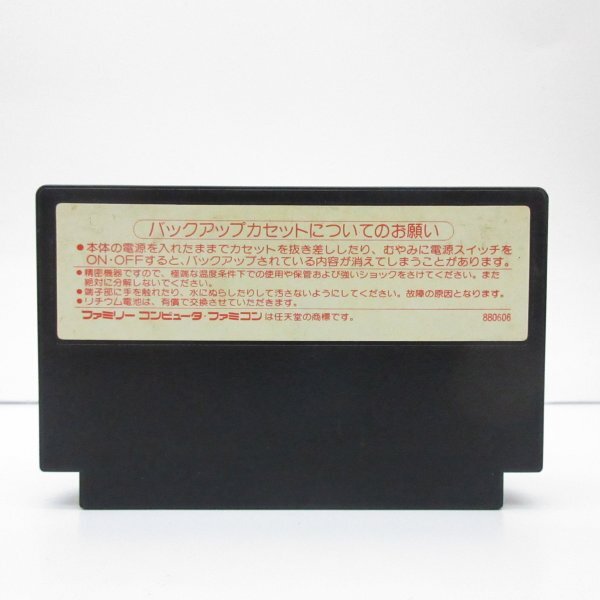 バックアップカセットについてのお願い
●本体の電源を入れたままでカセットを抜き差ししたり、むやみに電源スイッチを
ON・OFFすると、バックアップされている内容が消えてしまうことがあります。
●精密機器ですので、極端な温度条件下での使用や保管および強いショックをさけてください。また
絶対に分解しないでください。
●端子部に手を触れたり、水にぬらしたりして汚さないようにしてください。故障の原因となります。
●リチウム電池は、有償で交換させていただきます。
ファミリー コンピュータ・ファミコンは任天堂の商標です。 880606